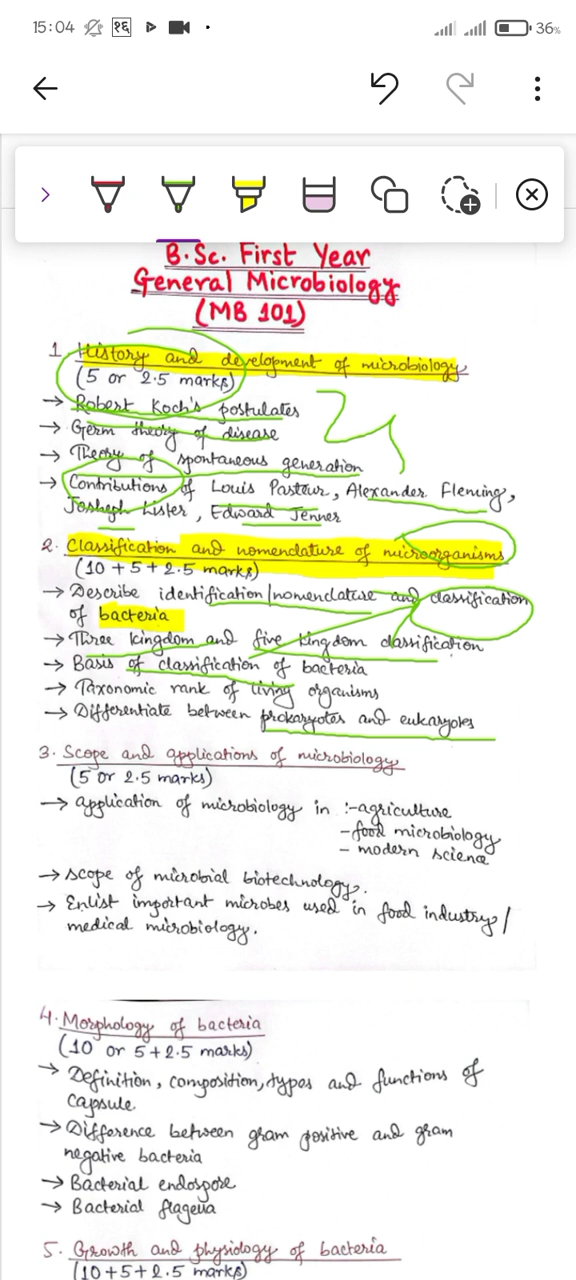 15:04 १६ 36%
B.Sc. First Year
General Microbiology
(MB 101)
1. History and development of microbiology
(5 or 2.5 marks)
→ Robert Koch's postulates
→ Germ theory of disease
→ Theory of spontaneous generation
→ Contributions of Louis Pasteur, Alexander Fleming,
Joshep Lister, Edward Jenner
2. Classification and nomenclature of microorganisms
(10+5+2.5 marks)
→ Describe identification/nomenclature and classification
of bacteria
→ Three kingdom and five kingdom classification
→ Basis of classification of bacteria
→ Taxonomic rank of living organisms
→ Differentiate between prokaryotes and eukaryotes
3. Scope and applications of microbiology
(5 or 2.5 marks)
→ application of microbiology in :-agriculture
-food microbiology
- modern science
→ scope of microbial biotechnology.
→ Enlist important microbes used in food industry/
medical microbiology.
4. Morphology of bacteria
(10 or 5+2.5 marks)
→ Definition, composition, types and functions of
capsule.
→ Difference between gram positive and gram
negative bacteria
→ Bacterial endospore
→ Bacterial flagella
5. Growth and physiology of bacteria
(10+5+2.5 marks)